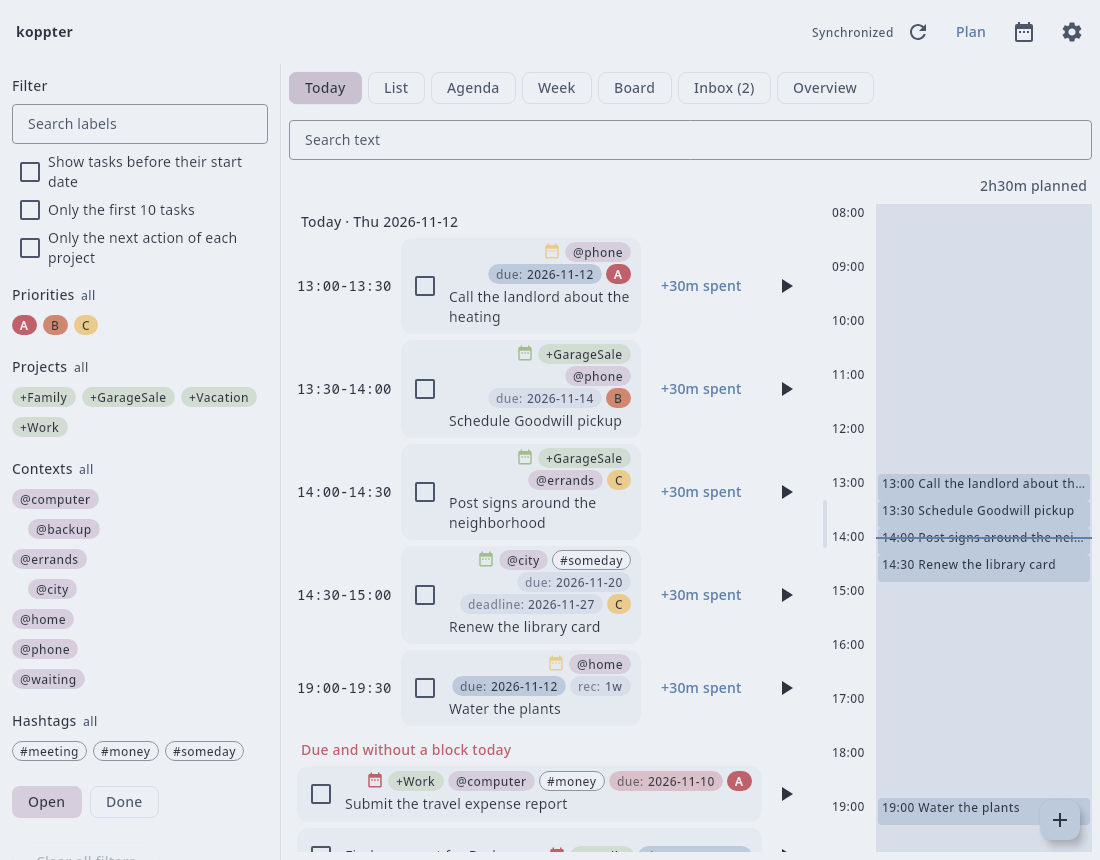 koppter
Synchronized
Plan
Filter
Search labels
Show tasks before their start
date
Only the first 10 tasks
Only the next action of each
project
Priorities all
A B C
Projects all
+Family +GarageSale +Vacation
+Work
Contexts all
@computer
@backup
@errands
@city
@home
@phone
@waiting
Hashtags all
#meeting #money #someday
Open Done
Clear all filters
Today List Agenda Week Board Inbox (2) Overview
Search text
2h30m planned
Today · Thu 2026-11-12
13:00-13:30
@phone
due: 2026-11-12 A
Call the landlord about the
heating
+30m spent
13:30-14:00
+GarageSale
@phone
due: 2026-11-14 B
Schedule Goodwill pickup
+30m spent
14:00-14:30
+GarageSale
@errands C
Post signs around the
neighborhood
+30m spent
14:30-15:00
@city #someday
due: 2026-11-20
deadline: 2026-11-27 C
Renew the library card
+30m spent
19:00-19:30
@home
due: 2026-11-12 rec: 1w
Water the plants
+30m spent
Due and without a block today
+Work @computer #money due: 2026-11-10 A
Submit the travel expense report
08:00
09:00
10:00
11:00
12:00
13:00
14:00
15:00
16:00
17:00
18:00
19:00
13:00 Call the landlord about th…
13:30 Schedule Goodwill pickup
14:00 Post signs around the nei…
14:30 Renew the library card
19:00 Water the plants